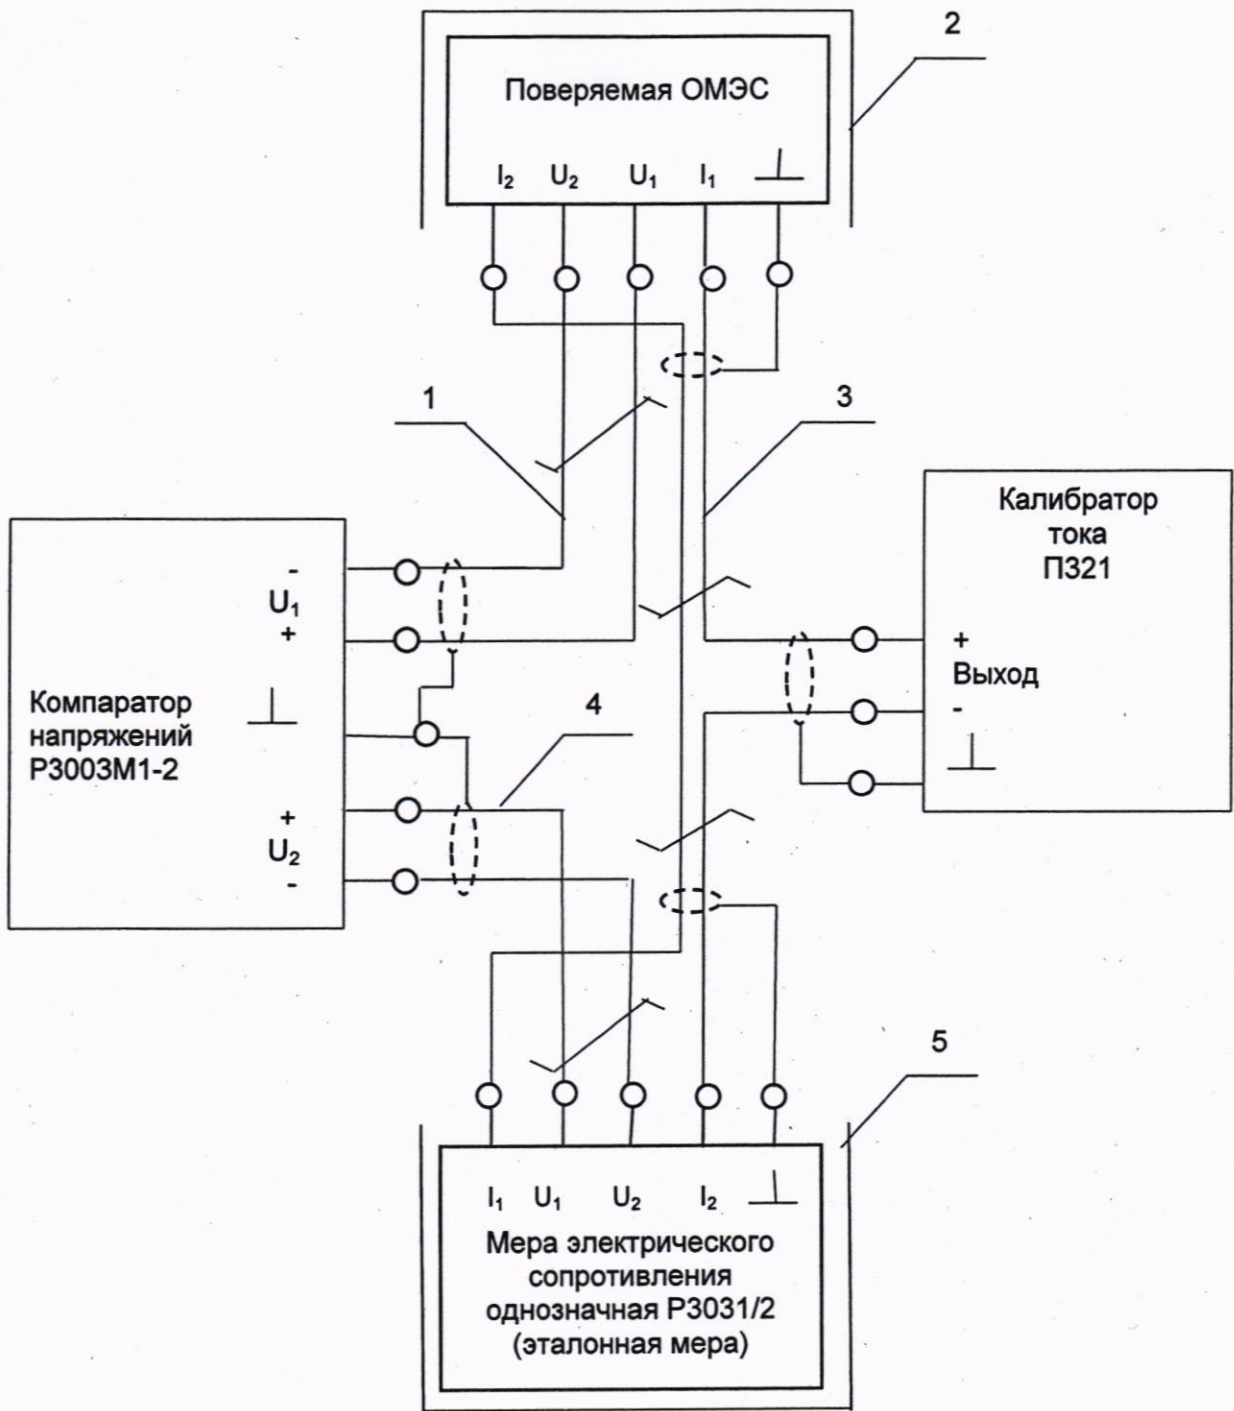 2
Поверяемая ОМЭС
I₂ U₂ U₁ I₁
1
3
Калибратор
тока
П321
+
Выход
-
-
U₁
+
Компаратор
напряжений
Р3003М1-2
+
U₂
-
4
5
I₁ U₁ U₂ I₂
Мера электрического
сопротивления
однозначная Р3031/2
(эталонная мера)